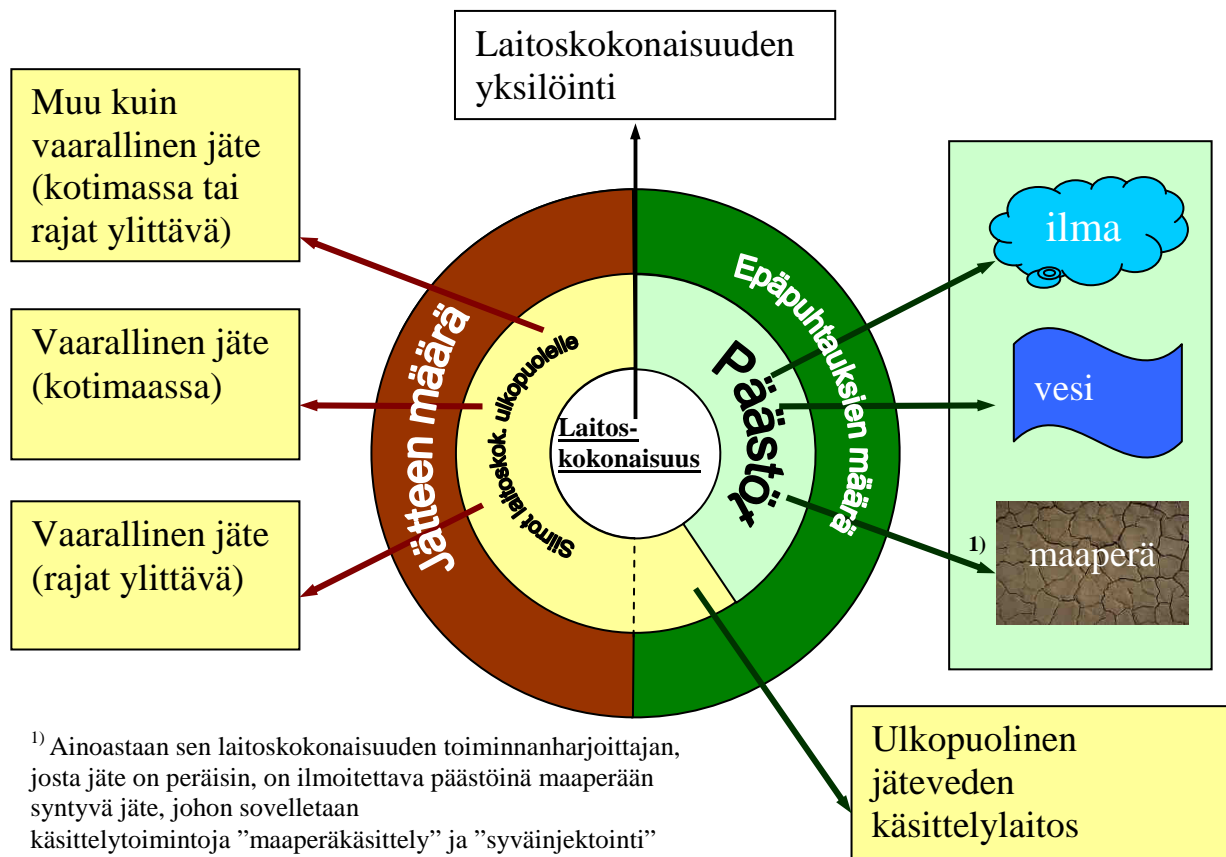 Laitoskokonaisuuden
yksilöinti
Muu kuin
vaarallinen jäte
(kotimassa tai
rajat ylittävä)
Vaarallinen jäte
(kotimaassa)
Vaarallinen jäte
(rajat ylittävä)
Jätteen määrä
Siirrot laitoskok. ulkopuolelle
Laitos-
kokonaisuus
Päästöt
Epäpuhtauksien määrä
ilma
vesi
1)
maaperä
Ulkopuolinen
jäteveden
käsittelylaitos
1) Ainoastaan sen laitoskokonaisuuden toiminnanharjoittajan,
josta jäte on peräisin, on ilmoitettava päästöinä maaperään
syntyvä jäte, johon sovelletaan
käsittelytoimintoja ”maaperäkäsittely” ja ”syväinjektointi”